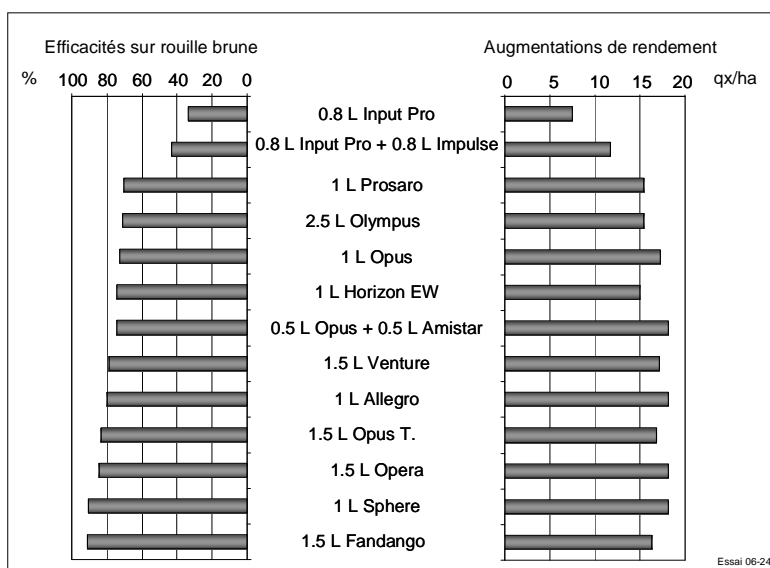 Efficacités sur rouille brune
Augmentations de rendement
% 100 80 60 40 20 0
0 5 10 15 20 qx/ha
0.8 L Input Pro
0.8 L Input Pro + 0.8 L Impulse
1 L Prosaro
2.5 L Olympus
1 L Opus
1 L Horizon EW
0.5 L Opus + 0.5 L Amistar
1.5 L Venture
1 L Allegro
1.5 L Opus T.
1.5 L Opera
1 L Sphere
1.5 L Fandango
Essai 06-24